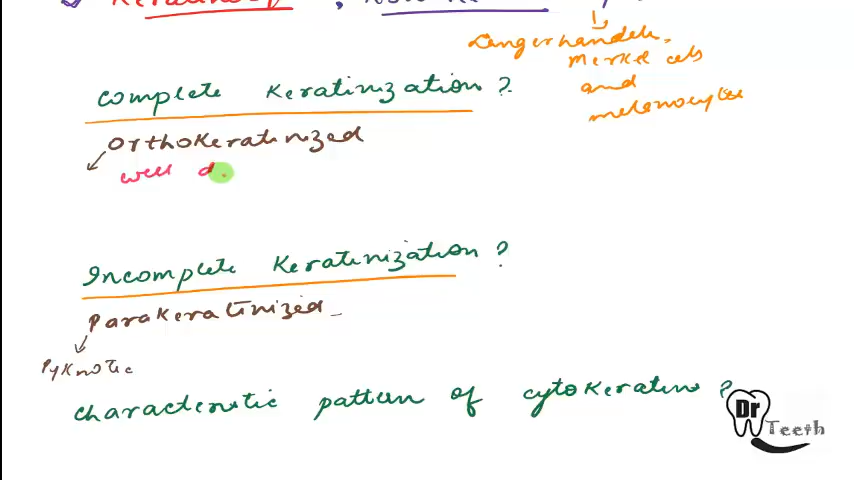 Langerhandeli.
Merkel cells
and
melanocytes
Complete Keratinization ?
Orthokeratinized
well d
Incomplete Keratinization ?
Parakeratinized
Pyknotic
characteristic pattern of cytokeratins ?
Dr
Teeth